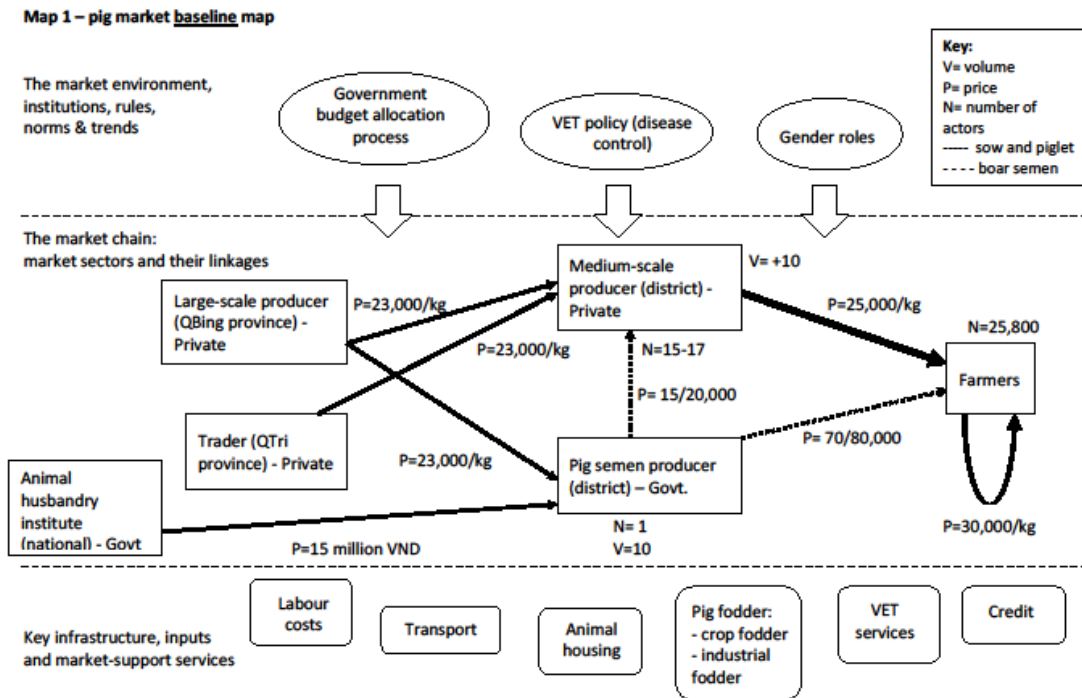 Map 1 – pig market baseline map
Key:
V= volume
P= price
N= number of
actors
----- sow and piglet
---- boar semen
The market environment,
institutions, rules,
norms & trends
Government
budget allocation
process
VET policy (disease
control)
Gender roles
The market chain:
market sectors and their linkages
Large-scale producer
(QBing province) -
Private
P=23,000/kg
Medium-scale
producer (district) -
Private
V= +10
P=25,000/kg
N=25,800
Farmers
P=23,000/kg
N=15-17
P= 15/20,000
Trader (QTri
province) - Private
P=23,000/kg
Pig semen producer
(district) – Govt.
P= 70/80,000
P=30,000/kg
Animal
husbandry
institute
(national) - Govt
P=15 million VND
N= 1
V=10
Key infrastructure, inputs
and market-support services
Labour
costs
Transport
Animal
housing
Pig fodder:
- crop fodder
- industrial
fodder
VET
services
Credit